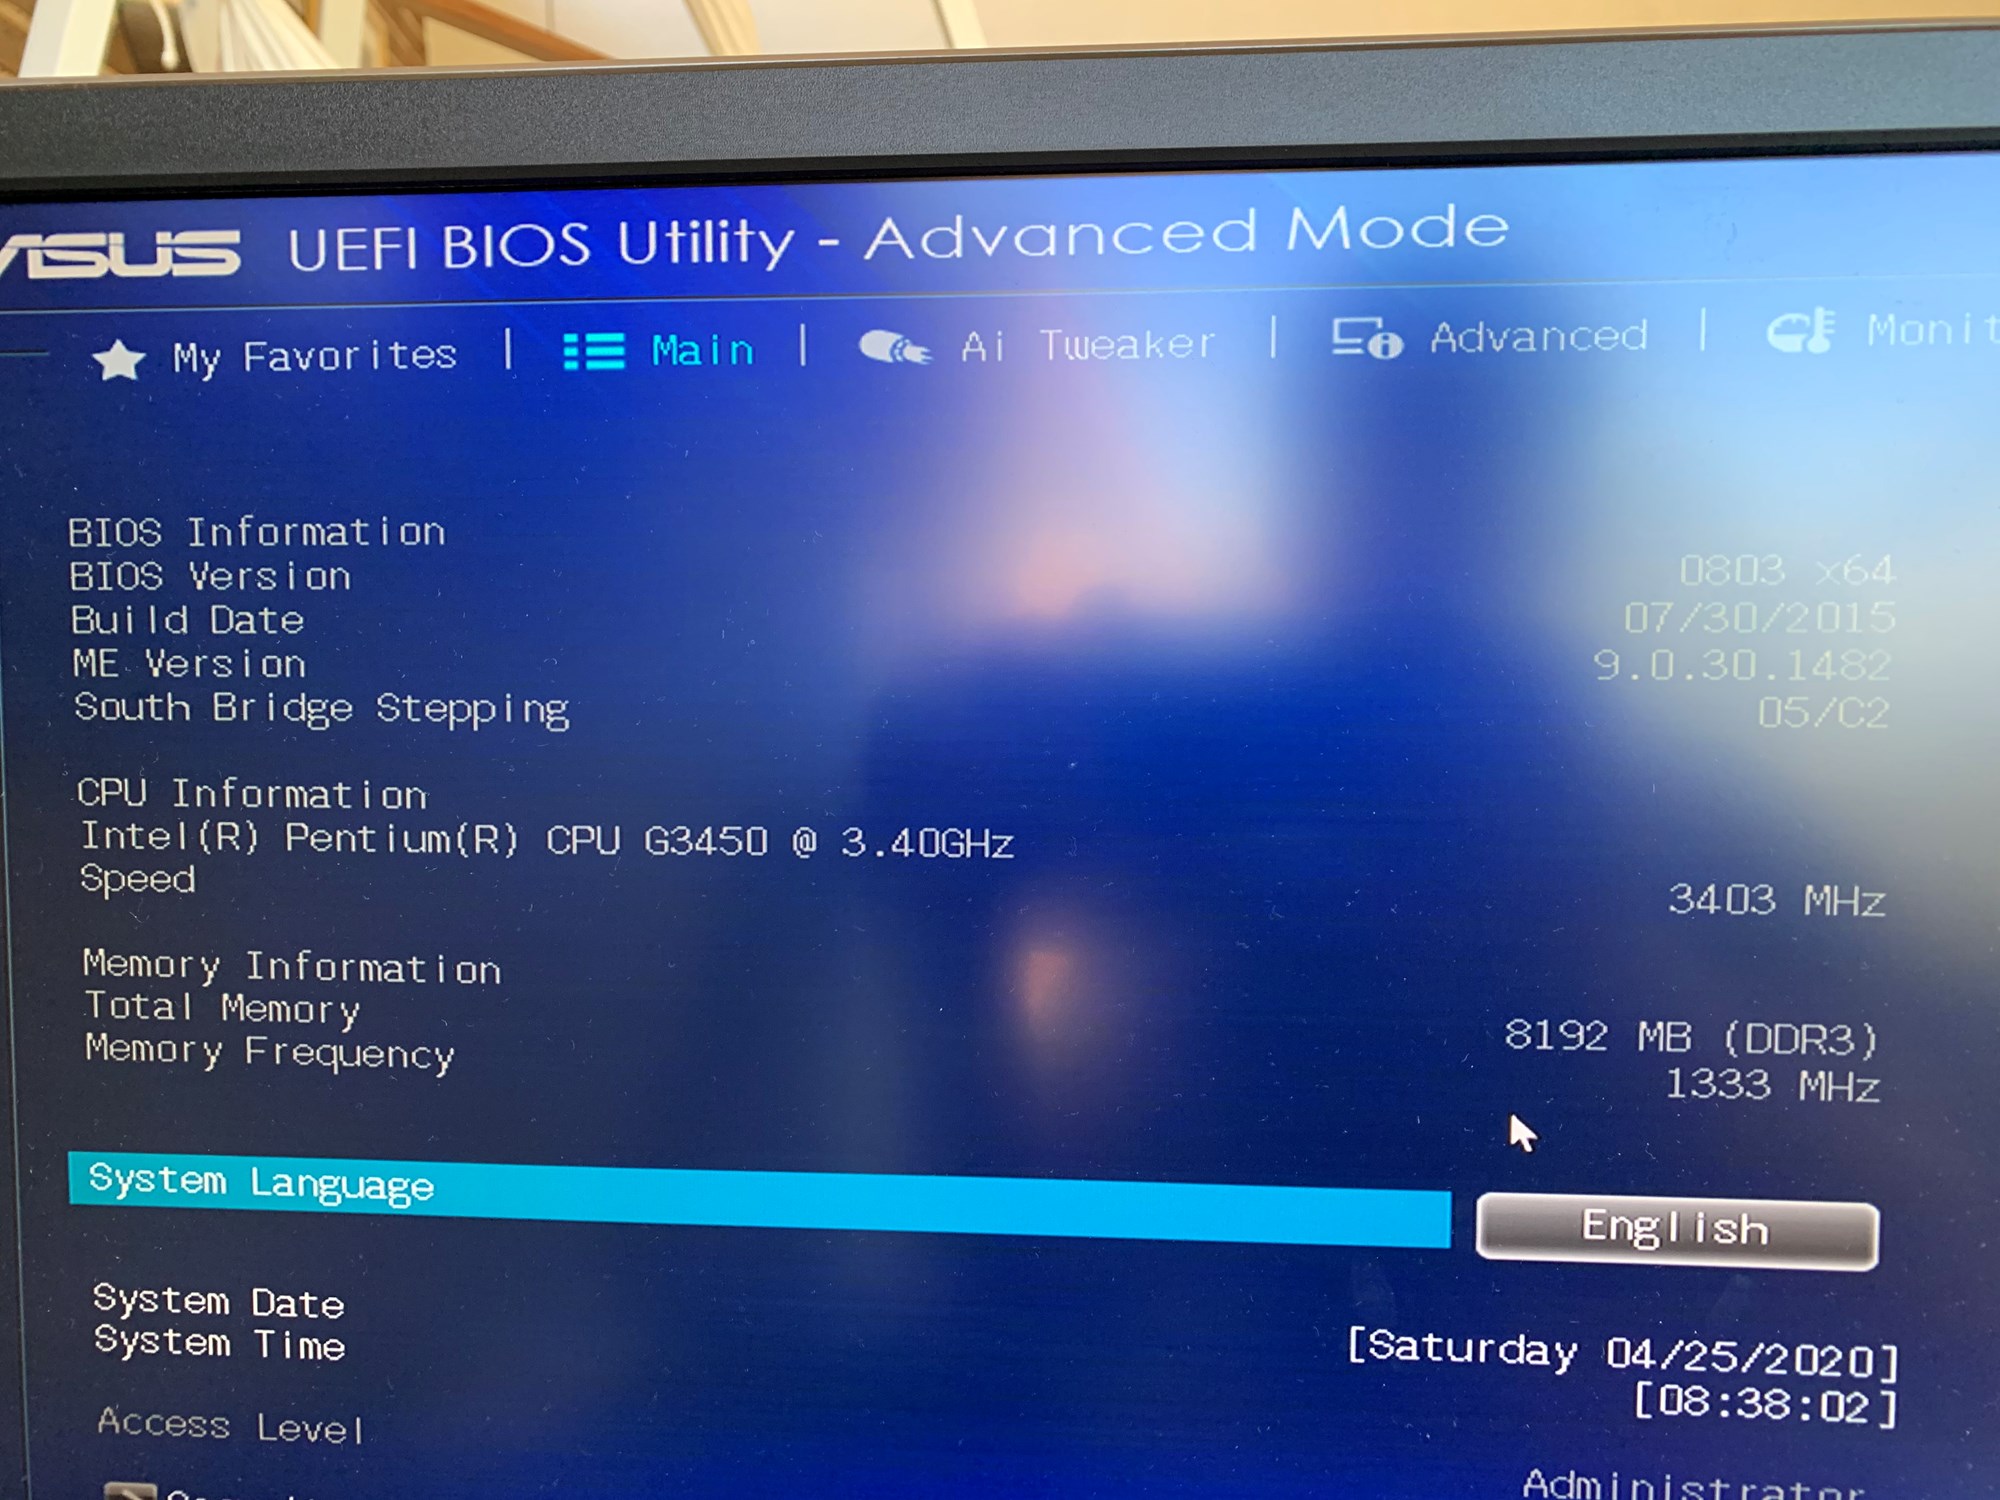 ASUS UEFI BIOS Utility - Advanced Mode
My Favorites | Main | Ai Tweaker | Advanced |
BIOS Information
BIOS Version 0803 x64
Build Date 07/30/2015
ME Version 9.0.30.1482
South Bridge Stepping 05/C2
CPU Information
Intel(R) Pentium(R) CPU G3450 @ 3.40GHz
Speed 3403 MHz
Memory Information
Total Memory 8192 MB (DDR3)
Memory Frequency 1333 MHz
System Language English
System Date [Saturday 04/25/2020]
System Time [08:38:02]
Access Level Administrator